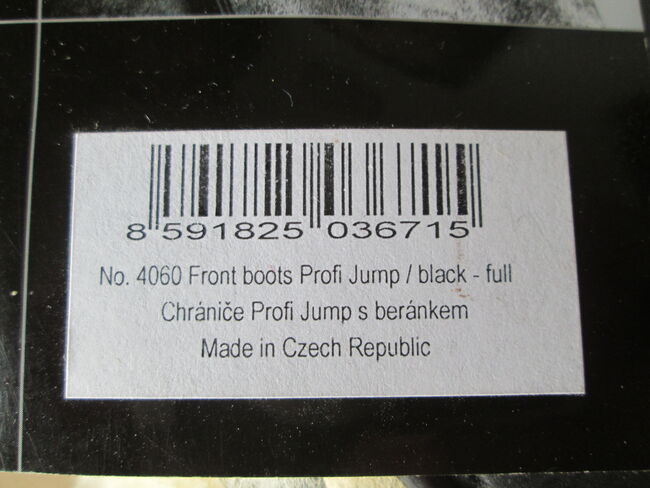 8 591825 036715
No. 4060 Front boots Profi Jump / black - full
Chrániče Profi Jump s beránkem
Made in Czech Republic